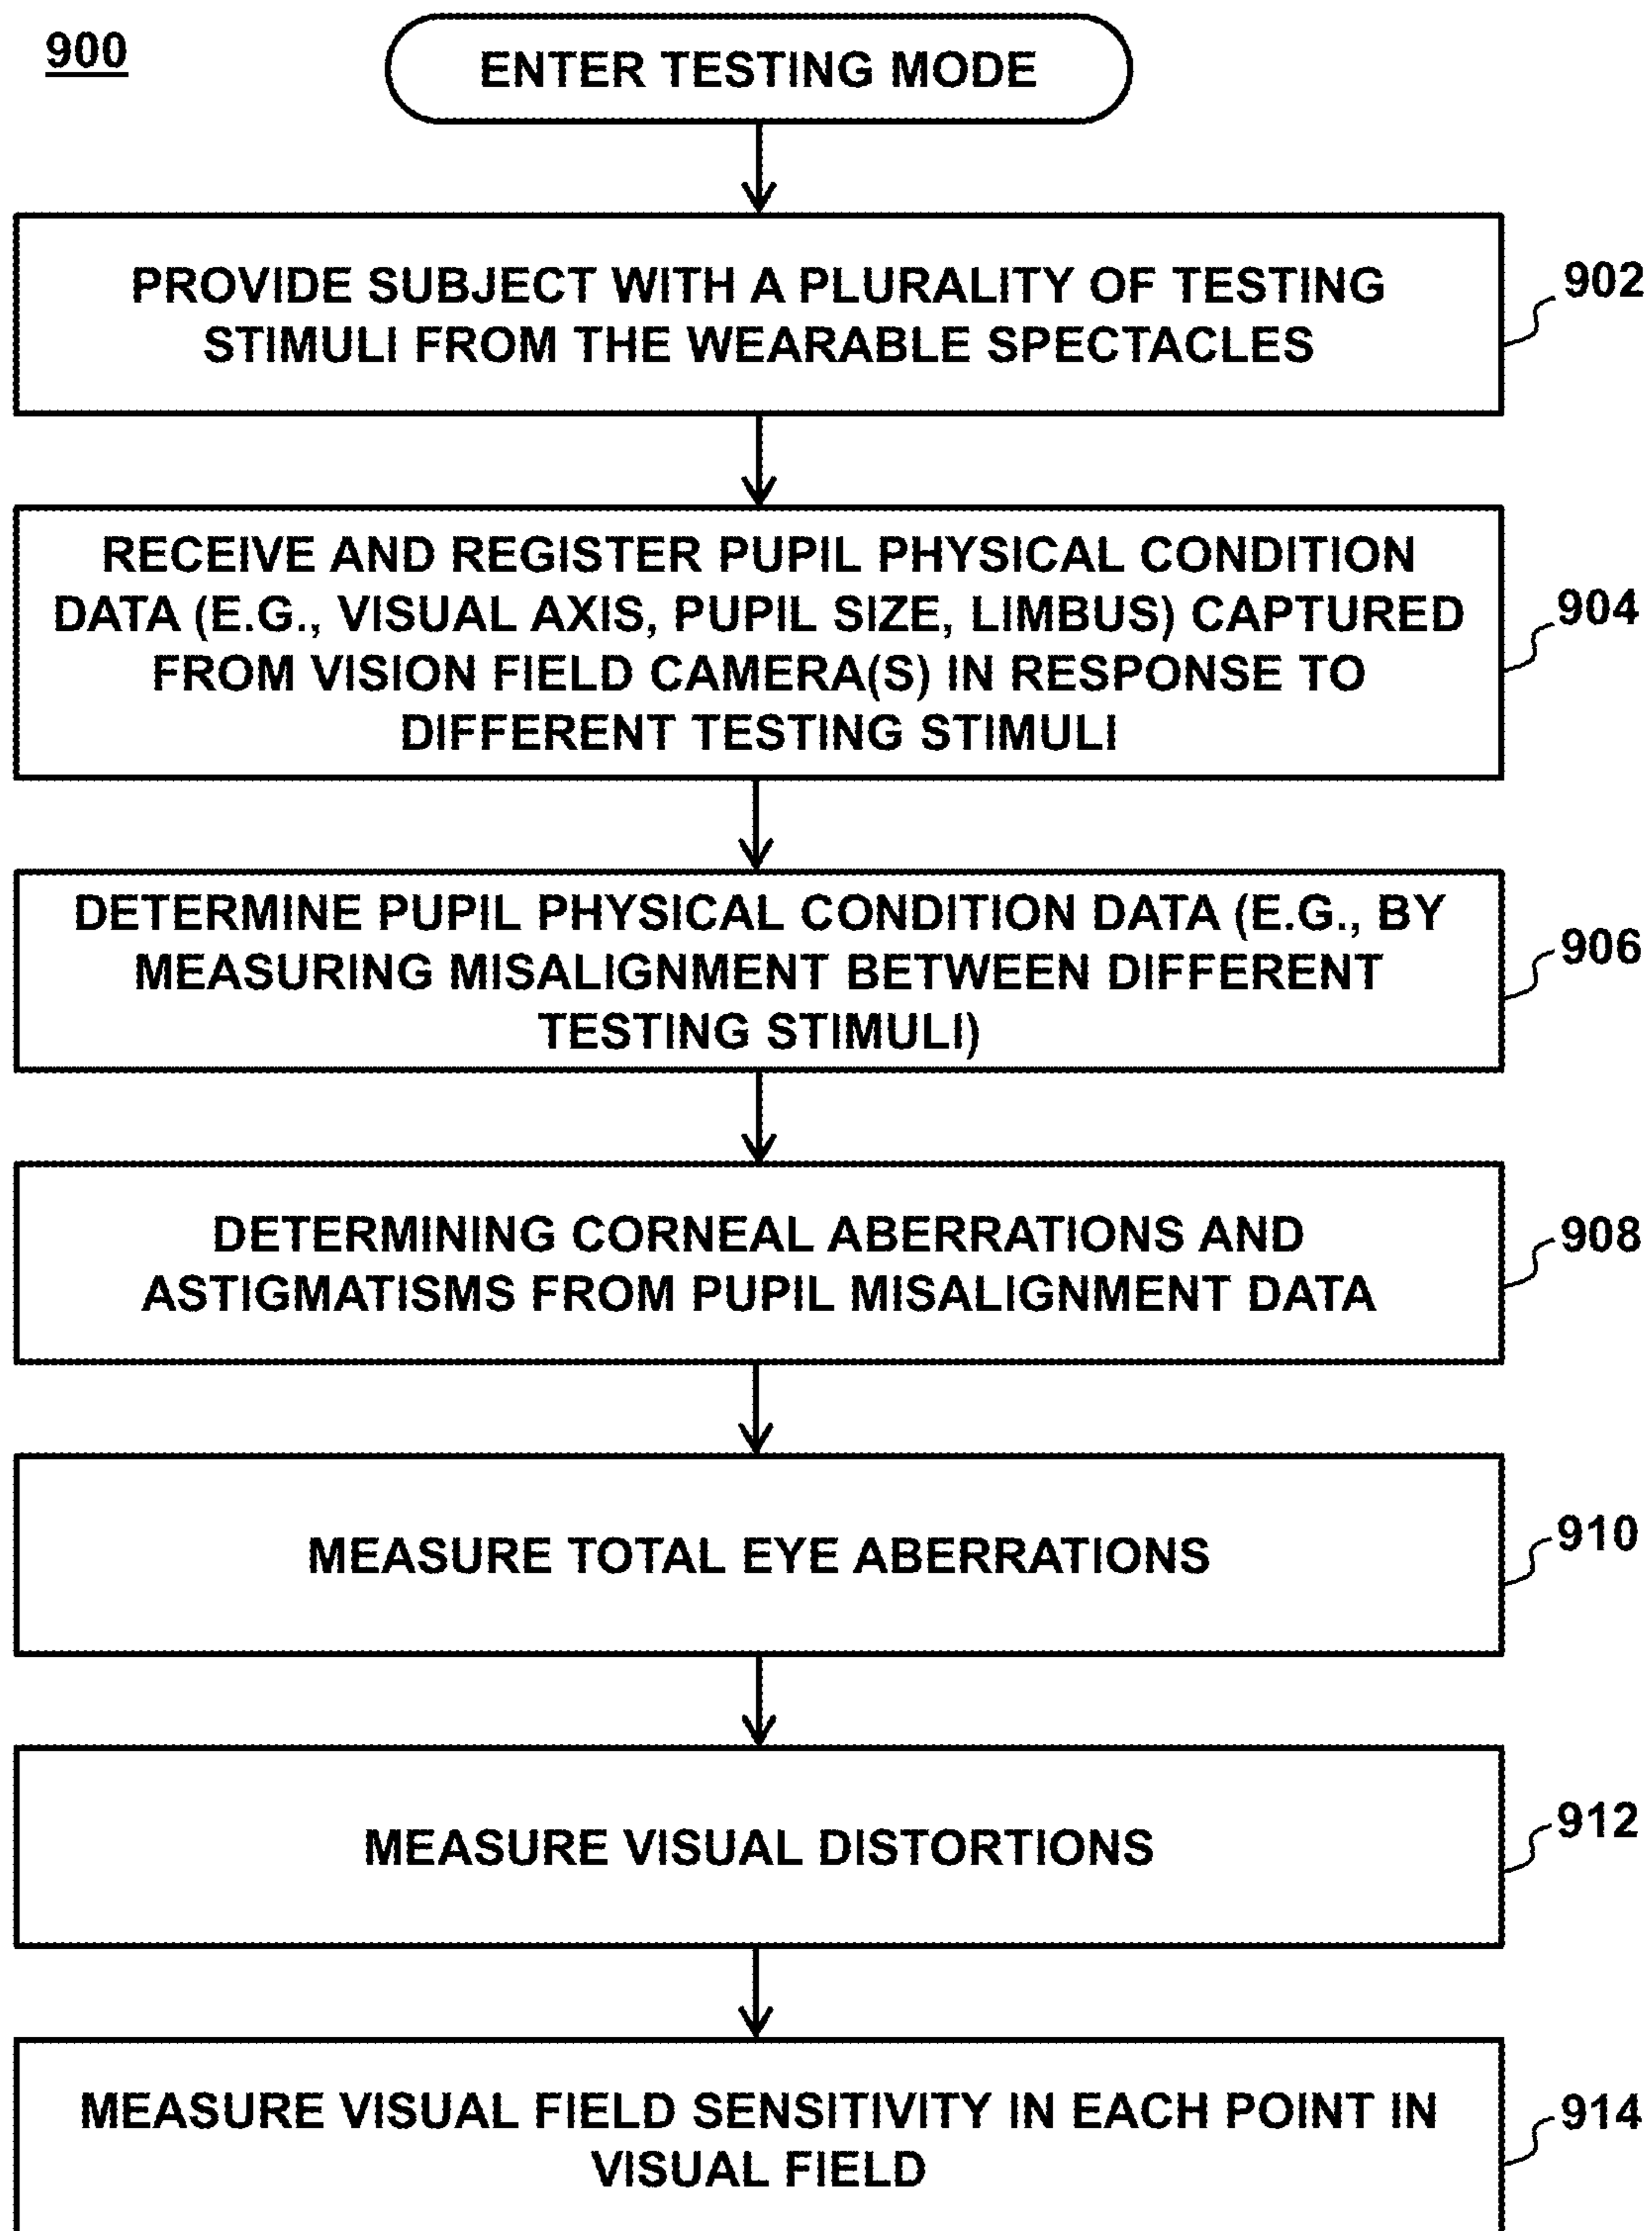 900
ENTER TESTING MODE
PROVIDE SUBJECT WITH A PLURALITY OF TESTING
STIMULI FROM THE WEARABLE SPECTACLES
902
RECEIVE AND REGISTER PUPIL PHYSICAL CONDITION
DATA (E.G., VISUAL AXIS, PUPIL SIZE, LIMBUS) CAPTURED
FROM VISION FIELD CAMERA(S) IN RESPONSE TO
DIFFERENT TESTING STIMULI
904
DETERMINE PUPIL PHYSICAL CONDITION DATA (E.G., BY
MEASURING MISALIGNMENT BETWEEN DIFFERENT
TESTING STIMULI)
906
DETERMINING CORNEAL ABERRATIONS AND
ASTIGMATISMS FROM PUPIL MISALIGNMENT DATA
908
MEASURE TOTAL EYE ABERRATIONS
910
MEASURE VISUAL DISTORTIONS
912
MEASURE VISUAL FIELD SENSITIVITY IN EACH POINT IN
VISUAL FIELD
914